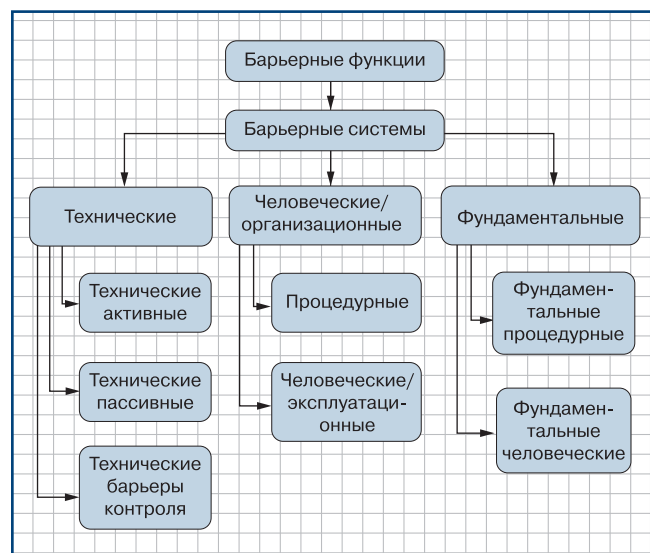 Барьерные функции
Барьерные системы
Технические
Человеческие/
организационные
Фундаментальные
Технические
активные
Процедурные
Фундамен-
тальные
процедурные
Технические
пассивные
Человеческие/
эксплуатаци-
онные
Фундамен-
тальные
человеческие
Технические
барьеры
контроля